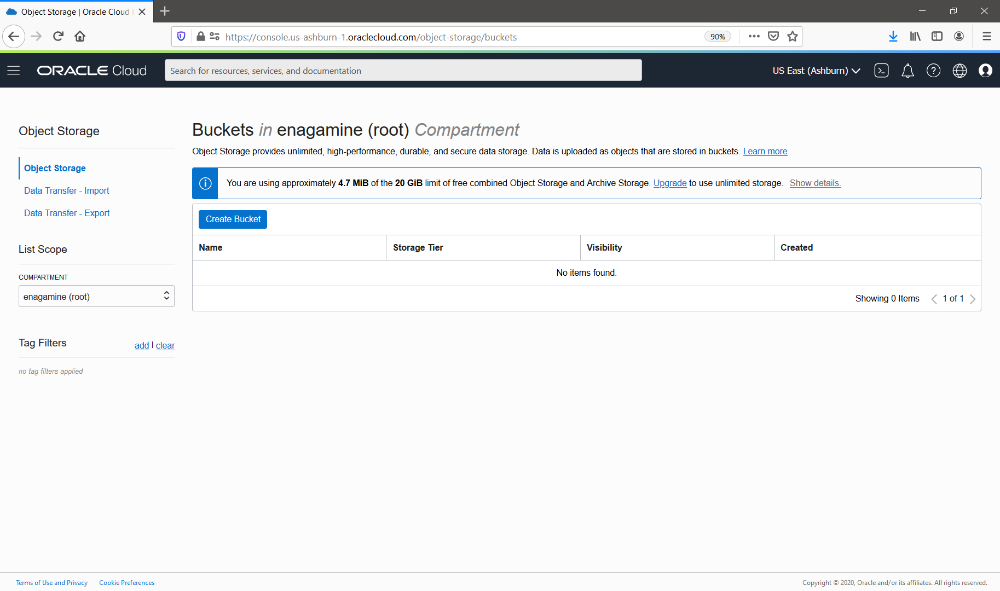 Object Storage | Oracle Cloud
https://console.us-ashburn-1.oraclecloud.com/object-storage/buckets
90%
ORACLE Cloud
Search for resources, services, and documentation
US East (Ashburn)
Object Storage
Object Storage
Data Transfer - Import
Data Transfer - Export
List Scope
COMPARTMENT
enagamine (root)
Tag Filters
add | clear
no tag filters applied
Buckets in enagamine (root) Compartment
Object Storage provides unlimited, high-performance, durable, and secure data storage. Data is uploaded as objects that are stored in buckets. Learn more
You are using approximately 4.7 MiB of the 20 GiB limit of free combined Object Storage and Archive Storage. Upgrade to use unlimited storage. Show details.
Create Bucket
Name Storage Tier Visibility Created
No items found.
Showing 0 Items 1 of 1
Terms of Use and Privacy Cookie Preferences
Copyright © 2020, Oracle and/or its affiliates. All rights reserved.